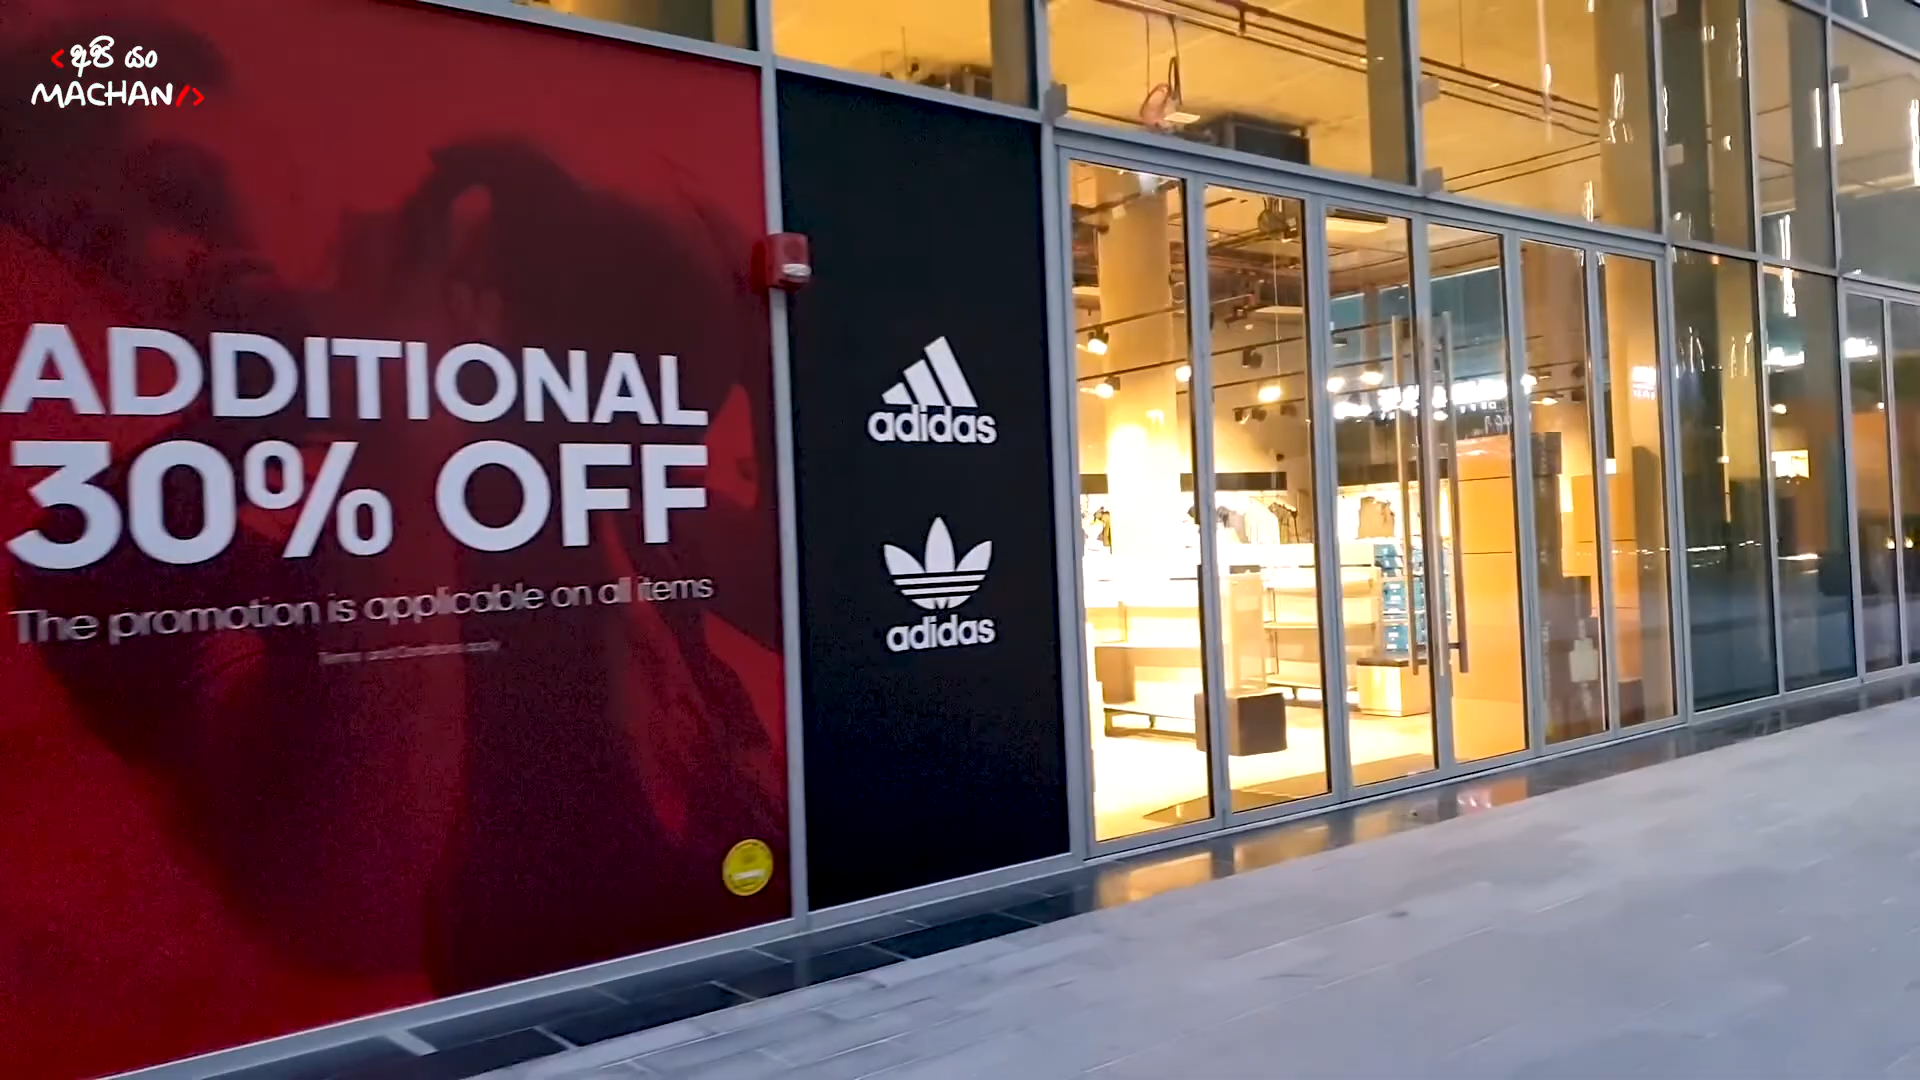 <අපි යං
MACHAN/>
ADDITIONAL
30% OFF
The promotion is applicable on all items
adidas
adidas